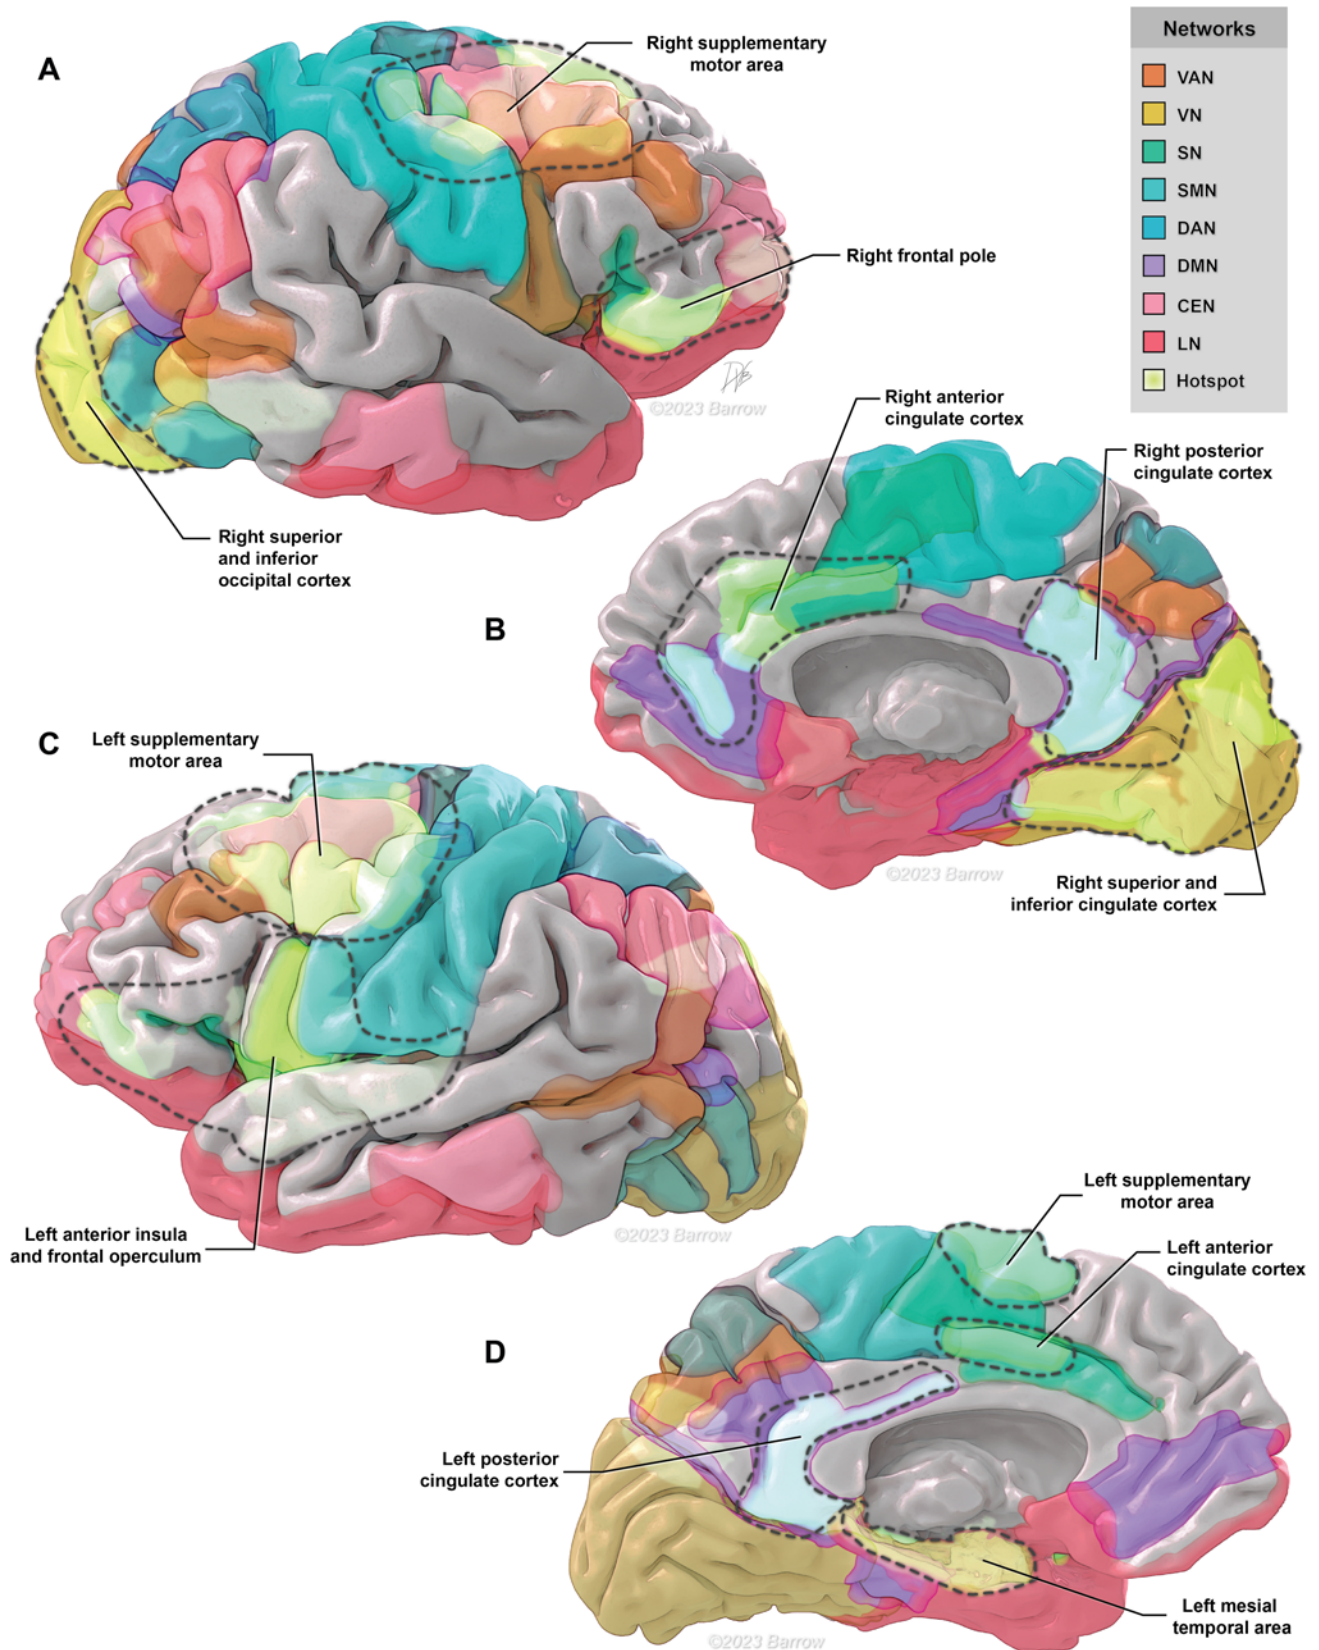 A
Right supplementary
motor area
Networks
VAN
VN
SN
SMN
DAN
DMN
CEN
LN
Hotspot
Right frontal pole
©2023 Barrow
Right superior
and inferior
occipital cortex
B
Right anterior
cingulate cortex
Right posterior
cingulate cortex
©2023 Barrow
Right superior and
inferior cingulate cortex
C
Left supplementary
motor area
©2023 Barrow
Left anterior insula
and frontal operculum
D
Left supplementary
motor area
Left anterior
cingulate cortex
Left posterior
cingulate cortex
Left mesial
temporal area
©2023 Barrow